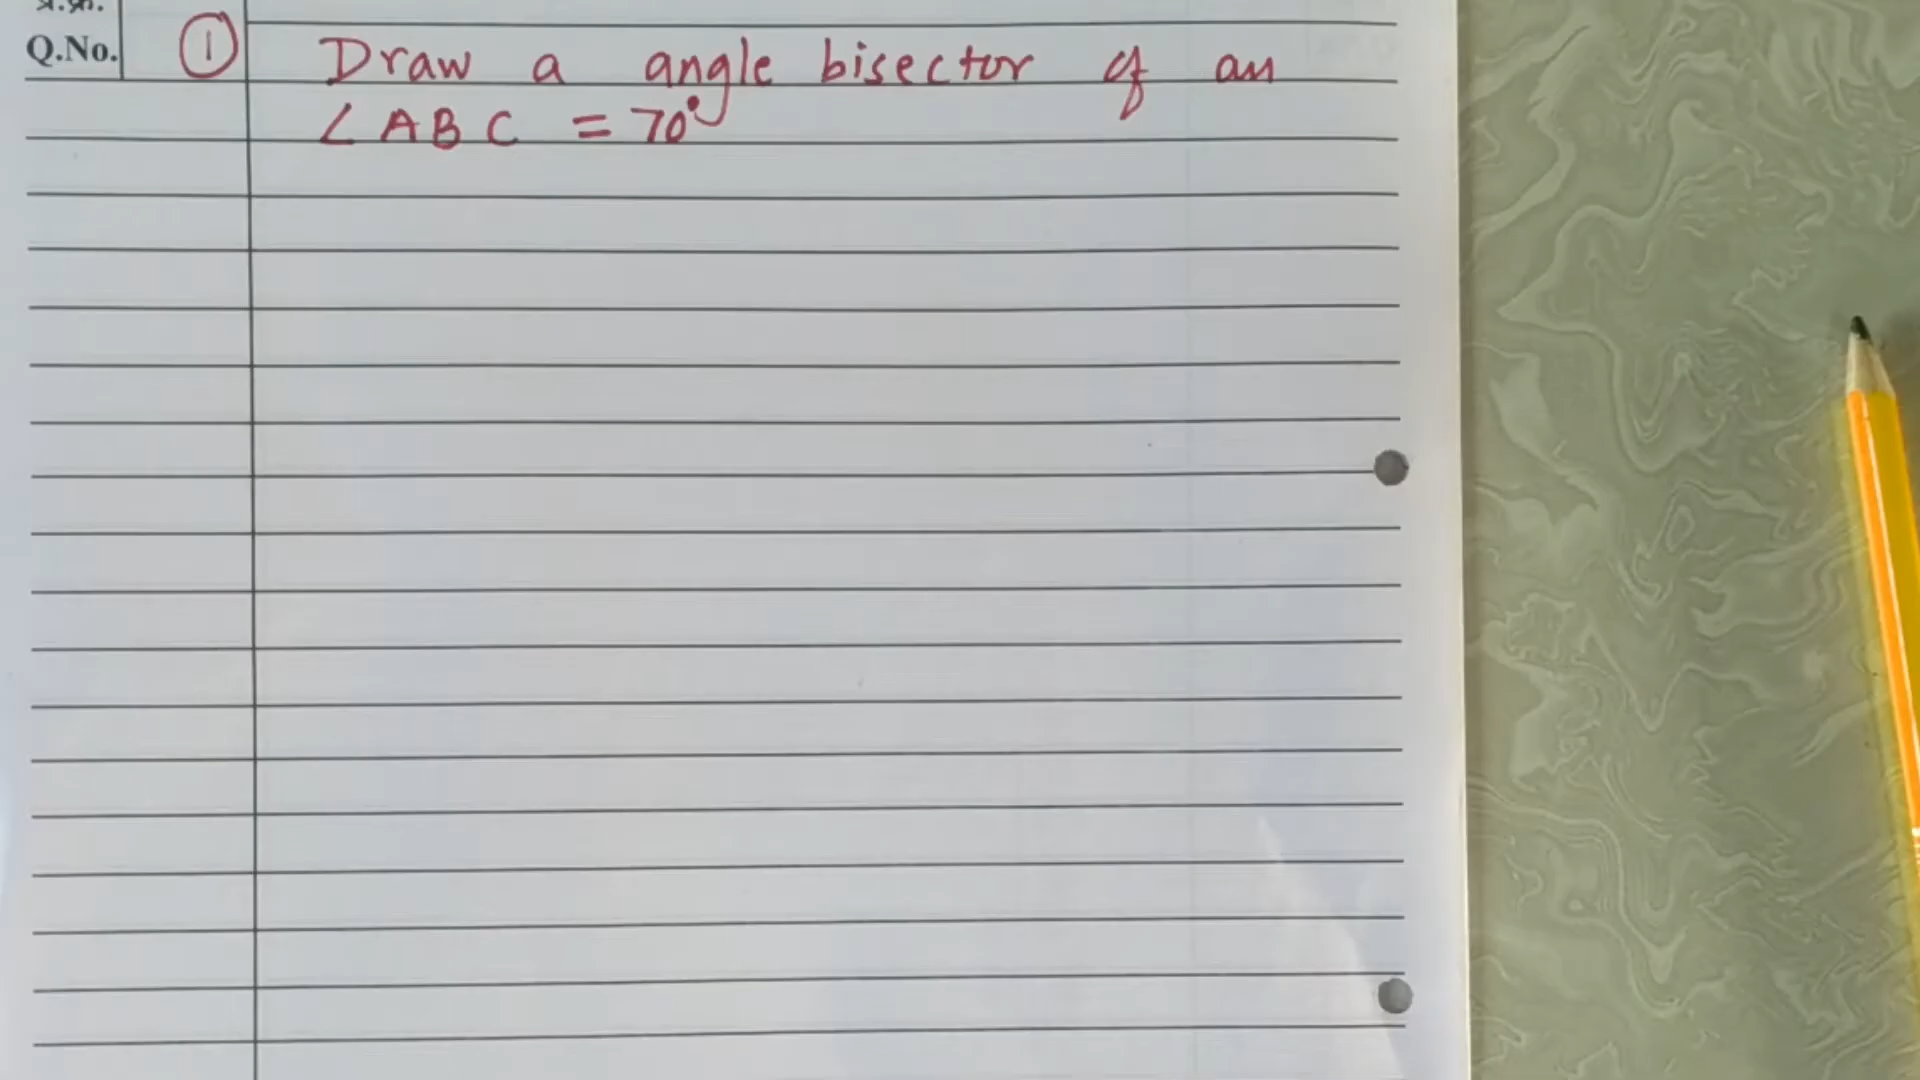 Q.No. ① Draw a angle bisector of an
∠ABC = 70°